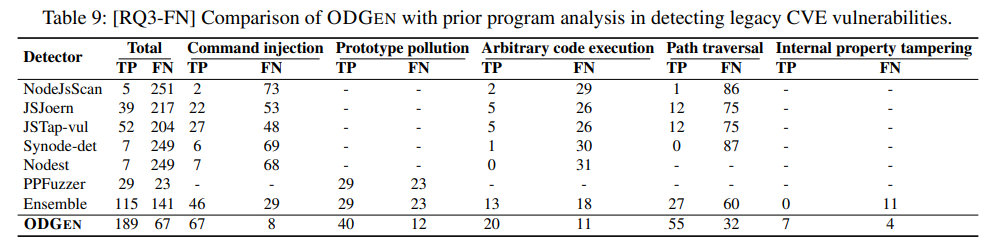 Table 9: [RQ3-FN] Comparison of ODGEN with prior program analysis in detecting legacy CVE vulnerabilities.
Detector Total Command injection Prototype pollution Arbitrary code execution Path traversal Internal property tampering
TP FN TP FN TP FN TP FN TP FN TP FN
NodeJsScan 5 251 2 73 - - 2 29 1 86 - -
JSJoern 39 217 22 53 - - 5 26 12 75 - -
JSTap-vul 52 204 27 48 - - 5 26 12 75 - -
Synode-det 7 249 6 69 - - 1 30 0 87 - -
Nodest 7 249 7 68 - - 0 31 - - - -
PPFuzzer 29 23 - - 29 23 - - - - - -
Ensemble 115 141 46 29 29 23 13 18 27 60 0 11
ODGEN 189 67 67 8 40 12 20 11 55 32 7 4